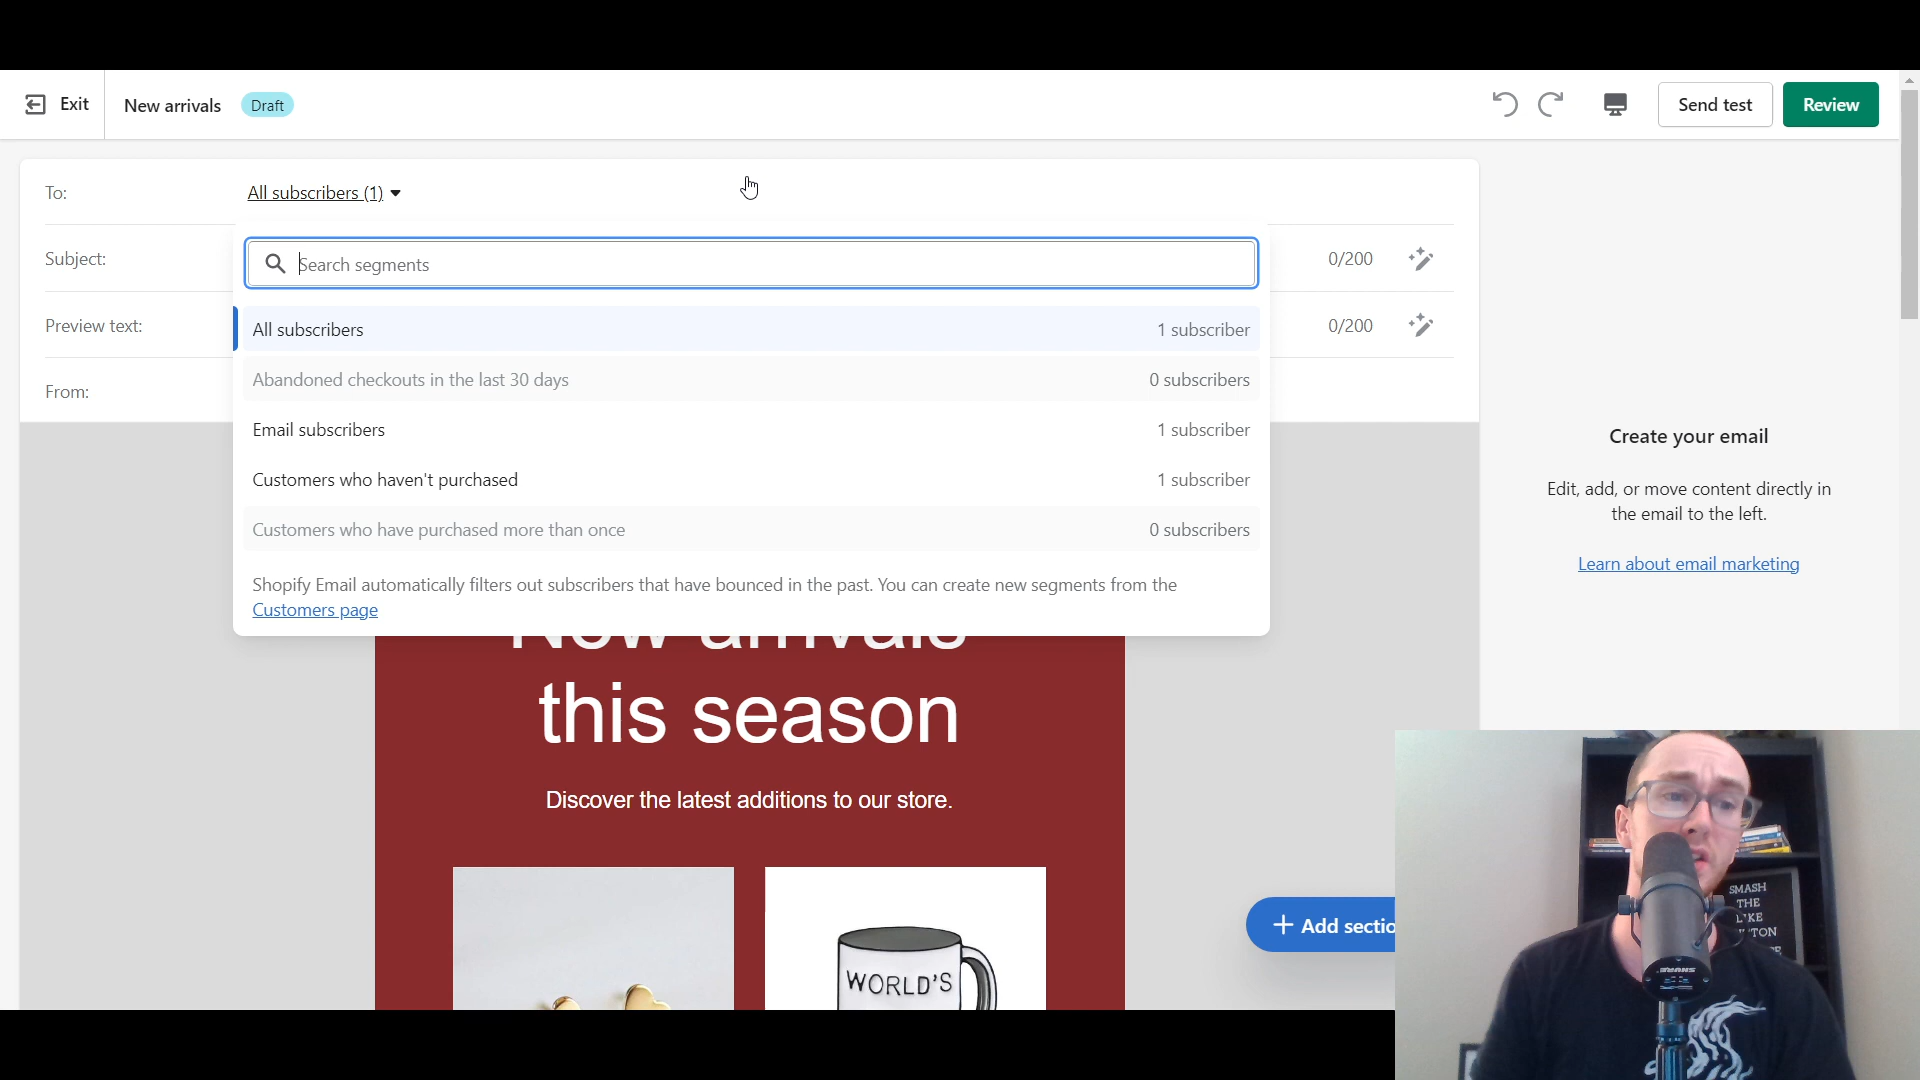 Exit
New arrivals
Draft
Send test
Review
To:
All subscribers (1)
Subject:
Search segments
0/200
All subscribers
1 subscriber
Preview text:
0/200
Abandoned checkouts in the last 30 days
0 subscribers
From:
Email subscribers
1 subscriber
Customers who haven't purchased
1 subscriber
Customers who have purchased more than once
0 subscribers
Shopify Email automatically filters out subscribers that have bounced in the past. You can create new segments from the
Customers page
Create your email
Edit, add, or move content directly in
the email to the left.
Learn about email marketing
New arrivals
this season
Discover the latest additions to our store.
WORLD'S
Add sectio
SMASH
THE
SHURE